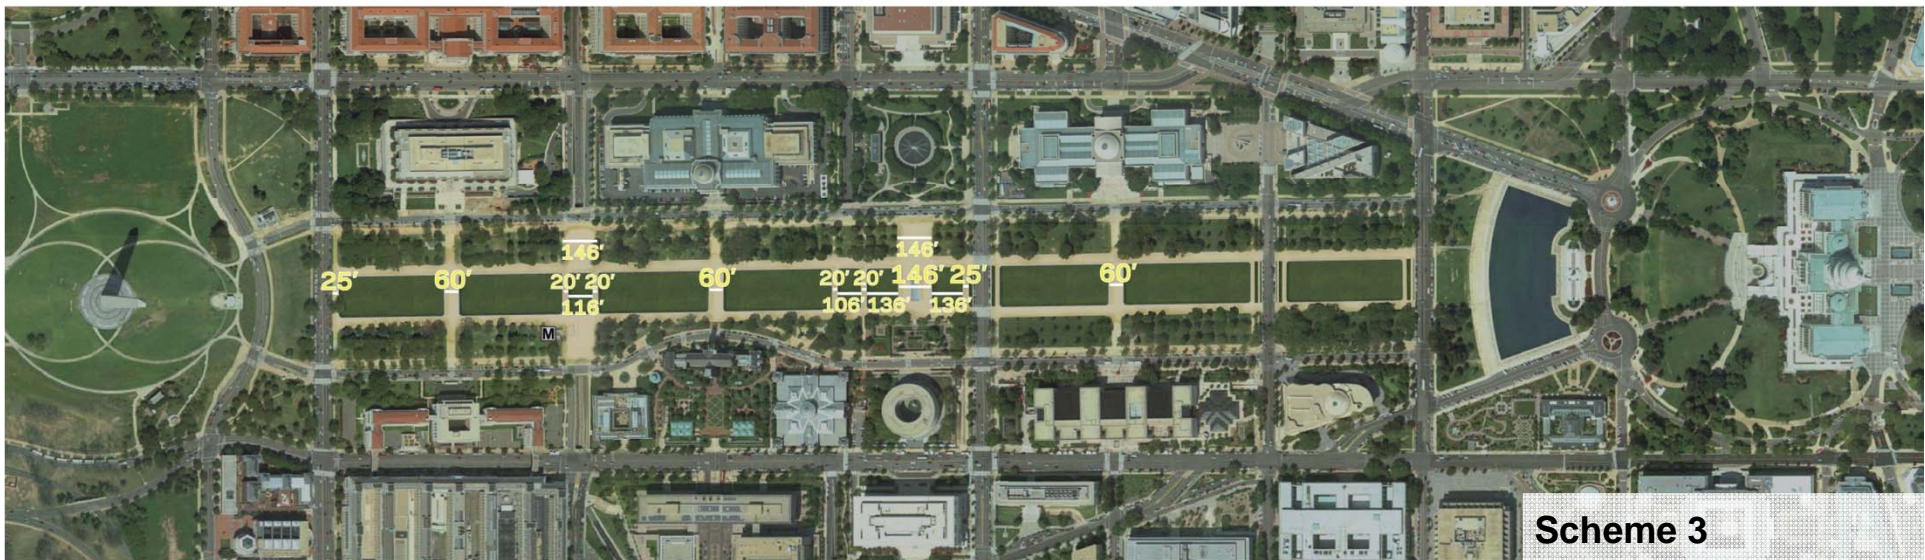 146′ 146′
25′ 60′ 20′ 20′ 60′ 20′ 20′ 146′ 25′ 60′
116′ 106′ 136′ 136′
M
Scheme 3